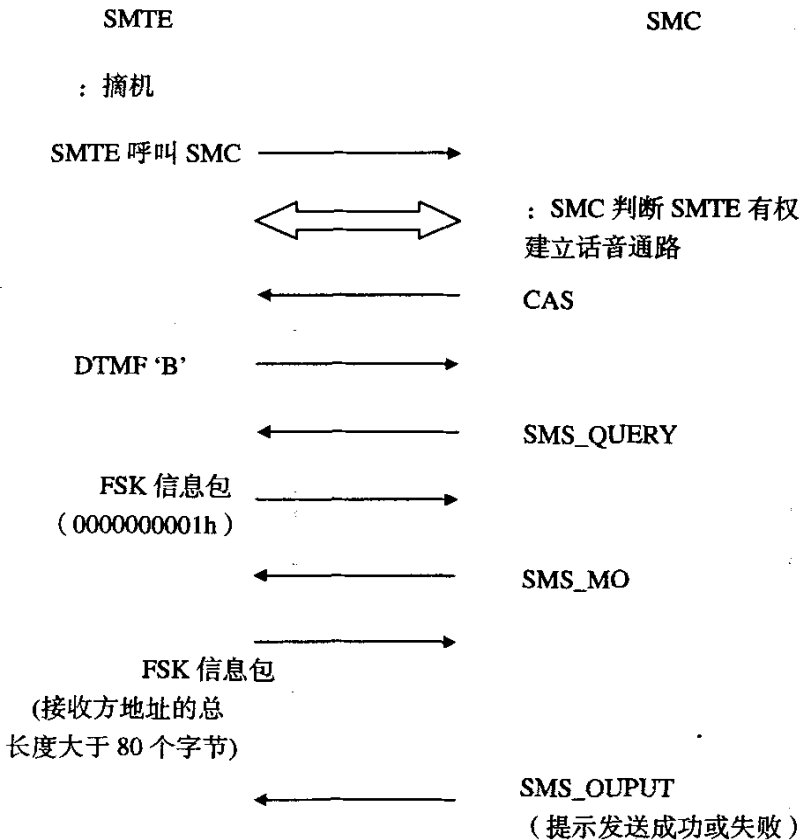 SMTE
SMC
：摘机
SMTE 呼叫 SMC
：SMC 判断 SMTE 有权
建立话音通路
CAS
DTMF ‘B’
SMS_QUERY
FSK 信息包
（0000000001h）
SMS_MO
FSK 信息包
(接收方地址的总
长度大于 80 个字节)
SMS_OUPUT
（提示发送成功或失败）